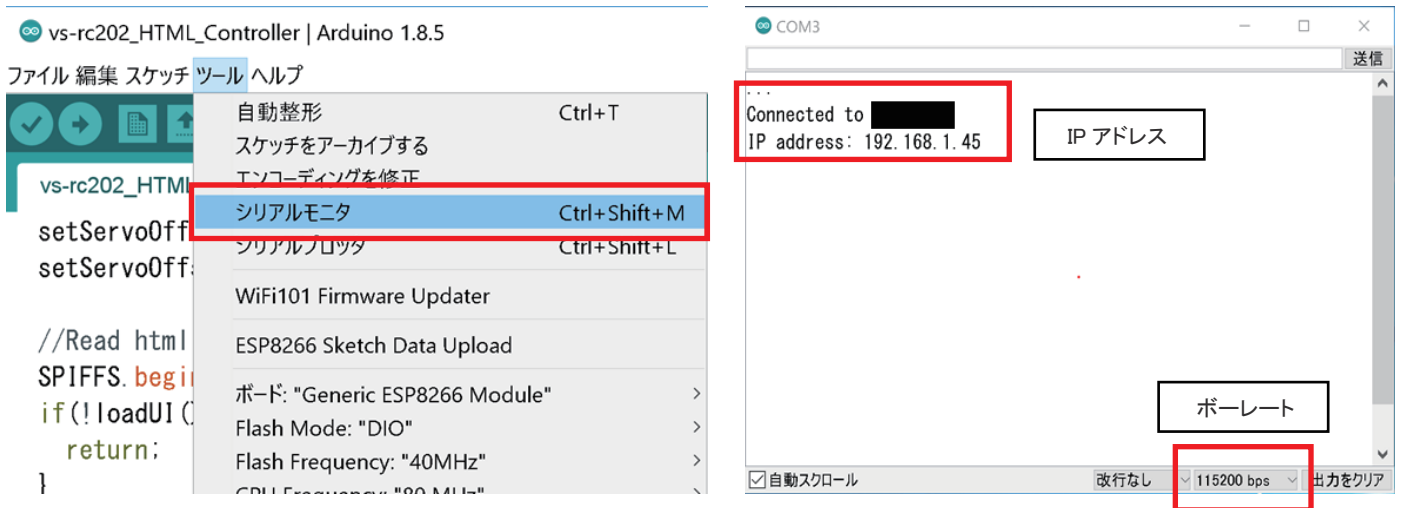 vs-rc202_HTML_Controller | Arduino 1.8.5
ファイル 編集 スケッチ ツール ヘルプ
自動整形 Ctrl+T
スケッチをアーカイブする
エンコーディングを修正
シリアルモニタ Ctrl+Shift+M
シリアルプロッタ Ctrl+Shift+L
WiFi101 Firmware Updater
ESP8266 Sketch Data Upload
ボード: "Generic ESP8266 Module"
Flash Mode: "DIO"
Flash Frequency: "40MHz"
CPU Frequency: "80 MHz"
vs-rc202_HTML
setServoOff
setServoOffs
//Read html
SPIFFS.begi
if(!loadUI()
return;
}
COM3
送信
...
Connected to
IP address: 192.168.1.45
IP アドレス
ボーレート
自動スクロール
改行なし
115200 bps
出力をクリア